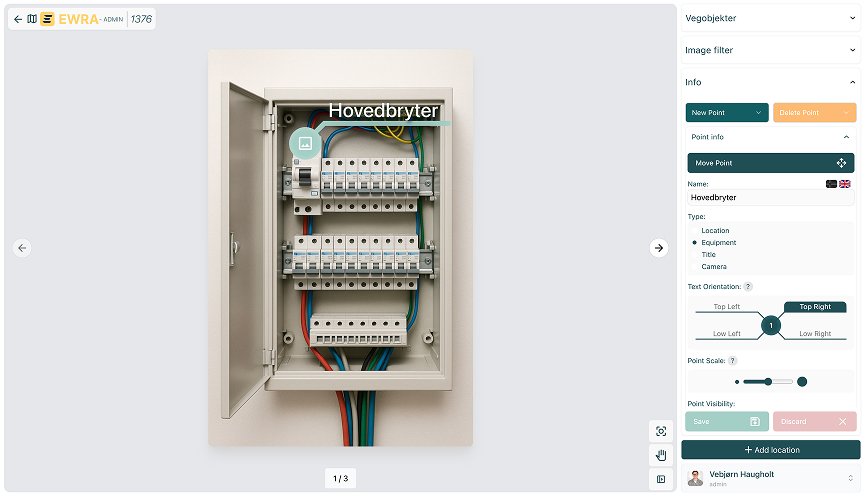 EWRA - ADMIN 1376
Hovedbryter
1 / 3
Vegobjekter
Image filter
Info
New Point
Delete Point
Point info
Move Point
Name:
Hovedbryter
Type:
Location
Equipment
Title
Camera
Text Orientation: ?
Top Left
Top Right
1
Low Left
Low Right
Point Scale: ?
Point Visibility:
Save
Discard
+ Add location
Vebjørn Haugholt
admin